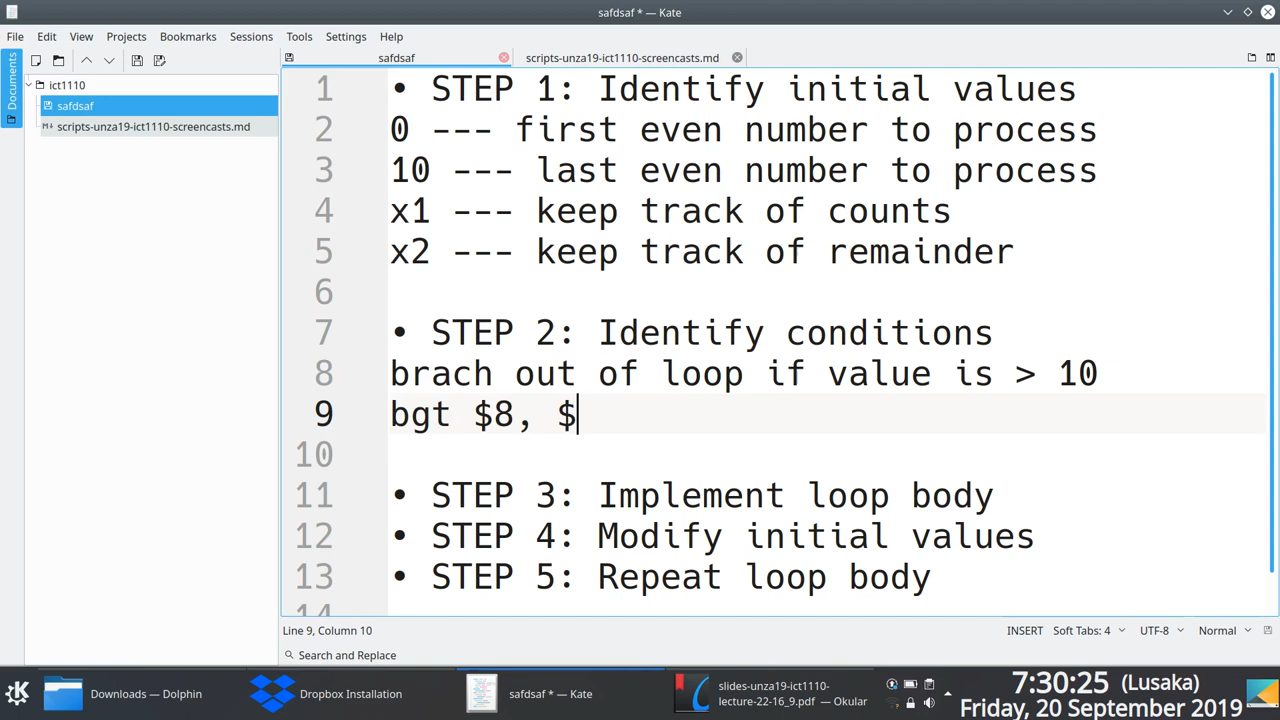 safdsaf * — Kate
File Edit View Projects Bookmarks Sessions Tools Settings Help
Documents
safdsaf
scripts-unza19-ict1110-screencasts.md
ict1110
safdsaf
scripts-unza19-ict1110-screencasts.md
1 • STEP 1: Identify initial values
2 0 --- first even number to process
3 10 --- last even number to process
4 x1 --- keep track of counts
5 x2 --- keep track of remainder
6
7 • STEP 2: Identify conditions
8 brach out of loop if value is > 10
9 bgt $8, $
10
11 • STEP 3: Implement loop body
12 • STEP 4: Modify initial values
13 • STEP 5: Repeat loop body
14
Line 9, Column 10 INSERT Soft Tabs: 4 UTF-8 Normal
Search and Replace
Downloads — Dolphin
Dropbox Installation
safdsaf * — Kate
slides-unza19-ict1110-
lecture-22-16_9.pdf — Okular
7:30:25 (Lusaka)
Friday, 20 September 2019